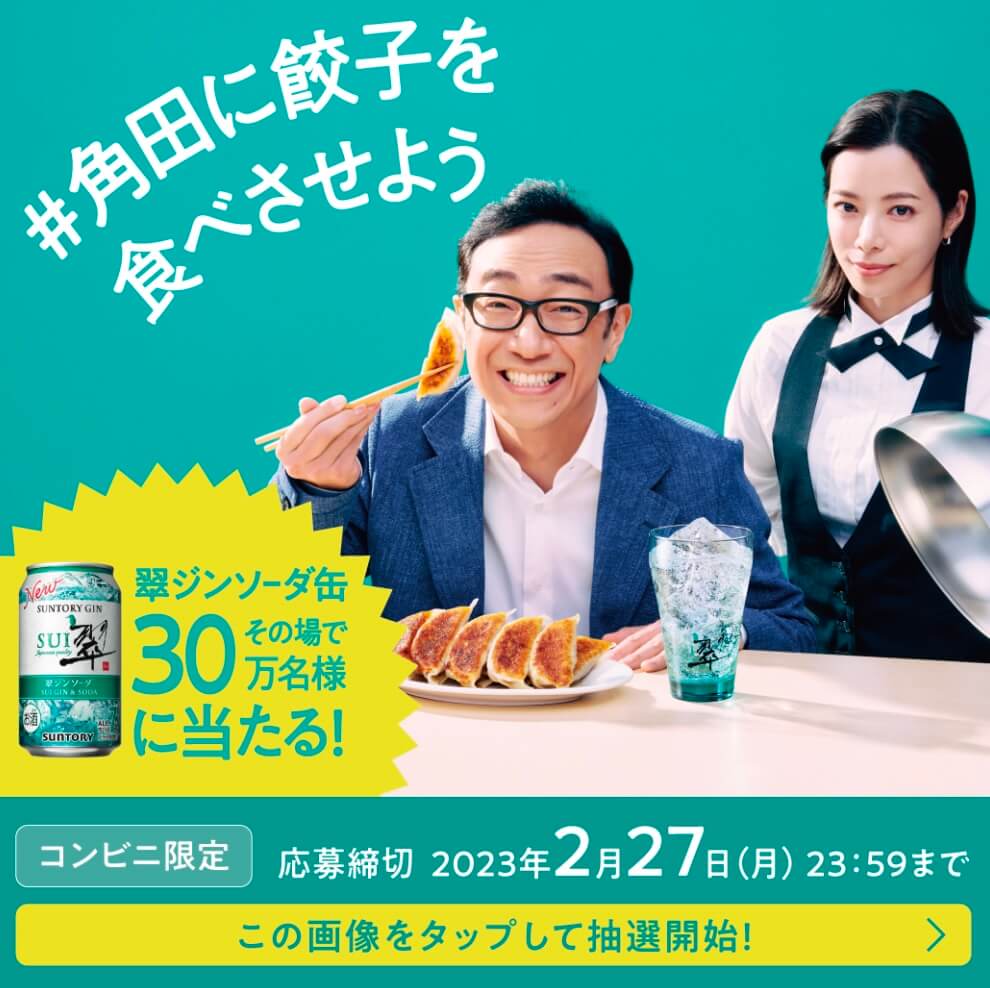 #角田に餃子を
食べさせよう
翠ジンソーダ缶
30万名様
その場で
に当たる!
New
SUNTORY GIN
SUI 翠
Japanese quality
翠ジンソーダ
SUI GIN & SODA
お酒
SUNTORY
翠
コンビニ限定
応募締切 2023年2月27日(月) 23:59まで
この画像をタップして抽選開始!